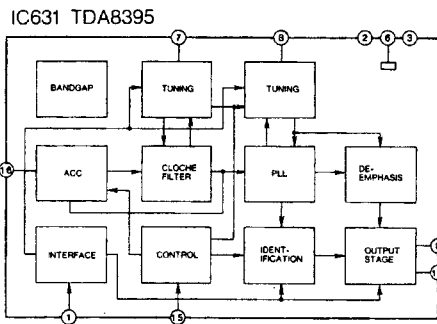 IC631 TDA8395
7
8
2
6
3
BANDGAP
TUNING
TUNING
16
ACC
CLOCHE
FILTER
PLL
DE-
EMPHASIS
INTERFACE
CONTROL
IDENT-
IFICATION
OUTPUT
STAGE
1
15